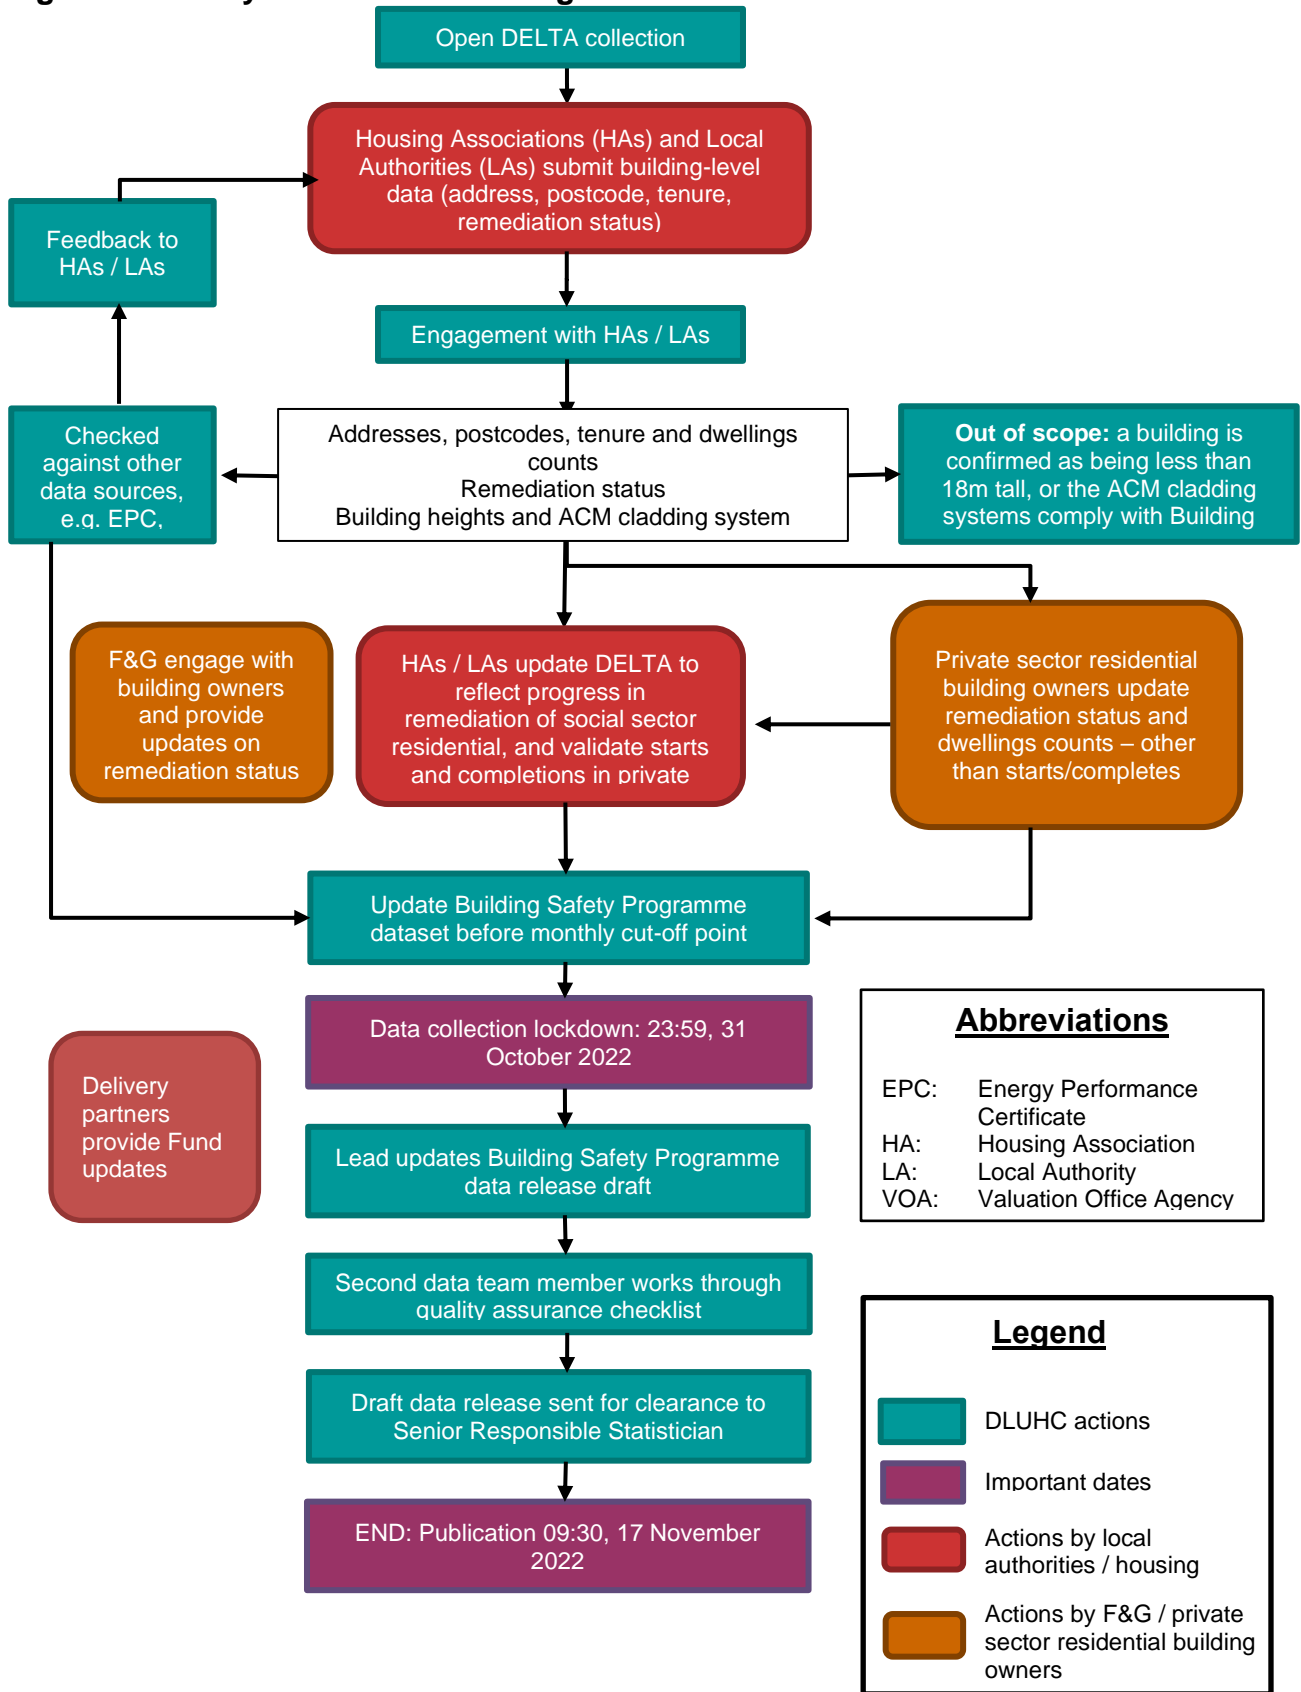 Open DELTA collection
Housing Associations (HAs) and Local
Authorities (LAs) submit building-level
data (address, postcode, tenure,
remediation status)
Feedback to
HAs / LAs
Engagement with HAs / LAs
Checked
against other
data sources,
e.g. EPC,
Addresses, postcodes, tenure and dwellings
counts
Remediation status
Building heights and ACM cladding system
Out of scope: a building is
confirmed as being less than
18m tall, or the ACM cladding
systems comply with Building
F&G engage with
building owners
and provide
updates on
remediation status
HAs / LAs update DELTA to
reflect progress in
remediation of social sector
residential, and validate starts
and completions in private
Private sector residential
building owners update
remediation status and
dwellings counts – other
than starts/completes
Update Building Safety Programme
dataset before monthly cut-off point
Data collection lockdown: 23:59, 31
October 2022
Delivery
partners
provide Fund
updates
Lead updates Building Safety Programme
data release draft
Second data team member works through
quality assurance checklist
Draft data release sent for clearance to
Senior Responsible Statistician
END: Publication 09:30, 17 November
2022
Abbreviations
EPC: Energy Performance
Certificate
HA: Housing Association
LA: Local Authority
VOA: Valuation Office Agency
Legend
DLUHC actions
Important dates
Actions by local
authorities / housing
Actions by F&G / private
sector residential building
owners